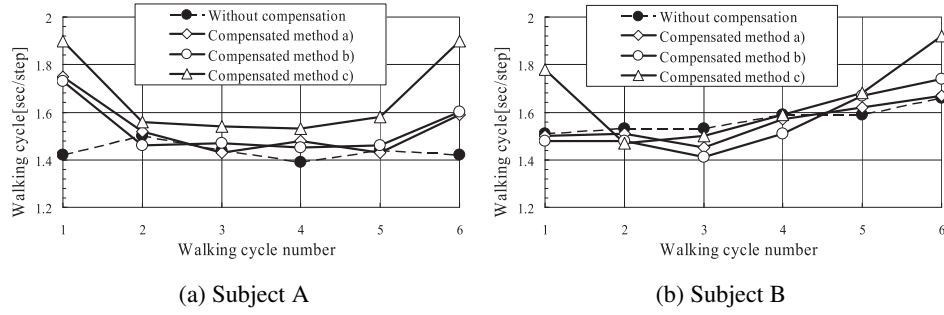 2
1.8
1.6
1.4
1.2
Walking cycle[sec/step]
Without compensation
Compensated method a)
Compensated method b)
Compensated method c)
1 2 3 4 5 6
Walking cycle number
(a) Subject A
2
1.8
1.6
1.4
1.2
Walking cycle[sec/step]
Without compensation
Compensated method a)
Compensated method b)
Compensated method c)
1 2 3 4 5 6
Walking cycle number
(b) Subject B